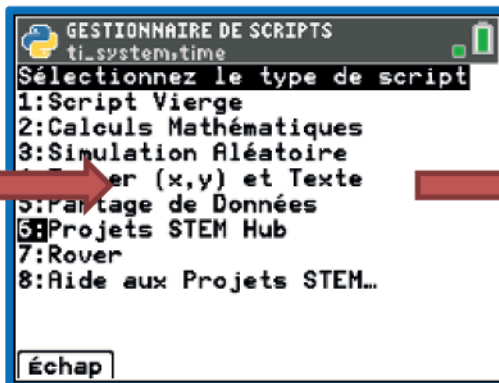 GESTIONNAIRE DE SCRIPTS
ti_system,time
Sélectionnez le type de script
1:Script Vierge
2:Calculs Mathématiques
3:Simulation Aléatoire
(x,y) et Texte
5:Partage de Données
6:Projets STEM Hub
7:Rover
8:Aide aux Projets STEM…
Échap